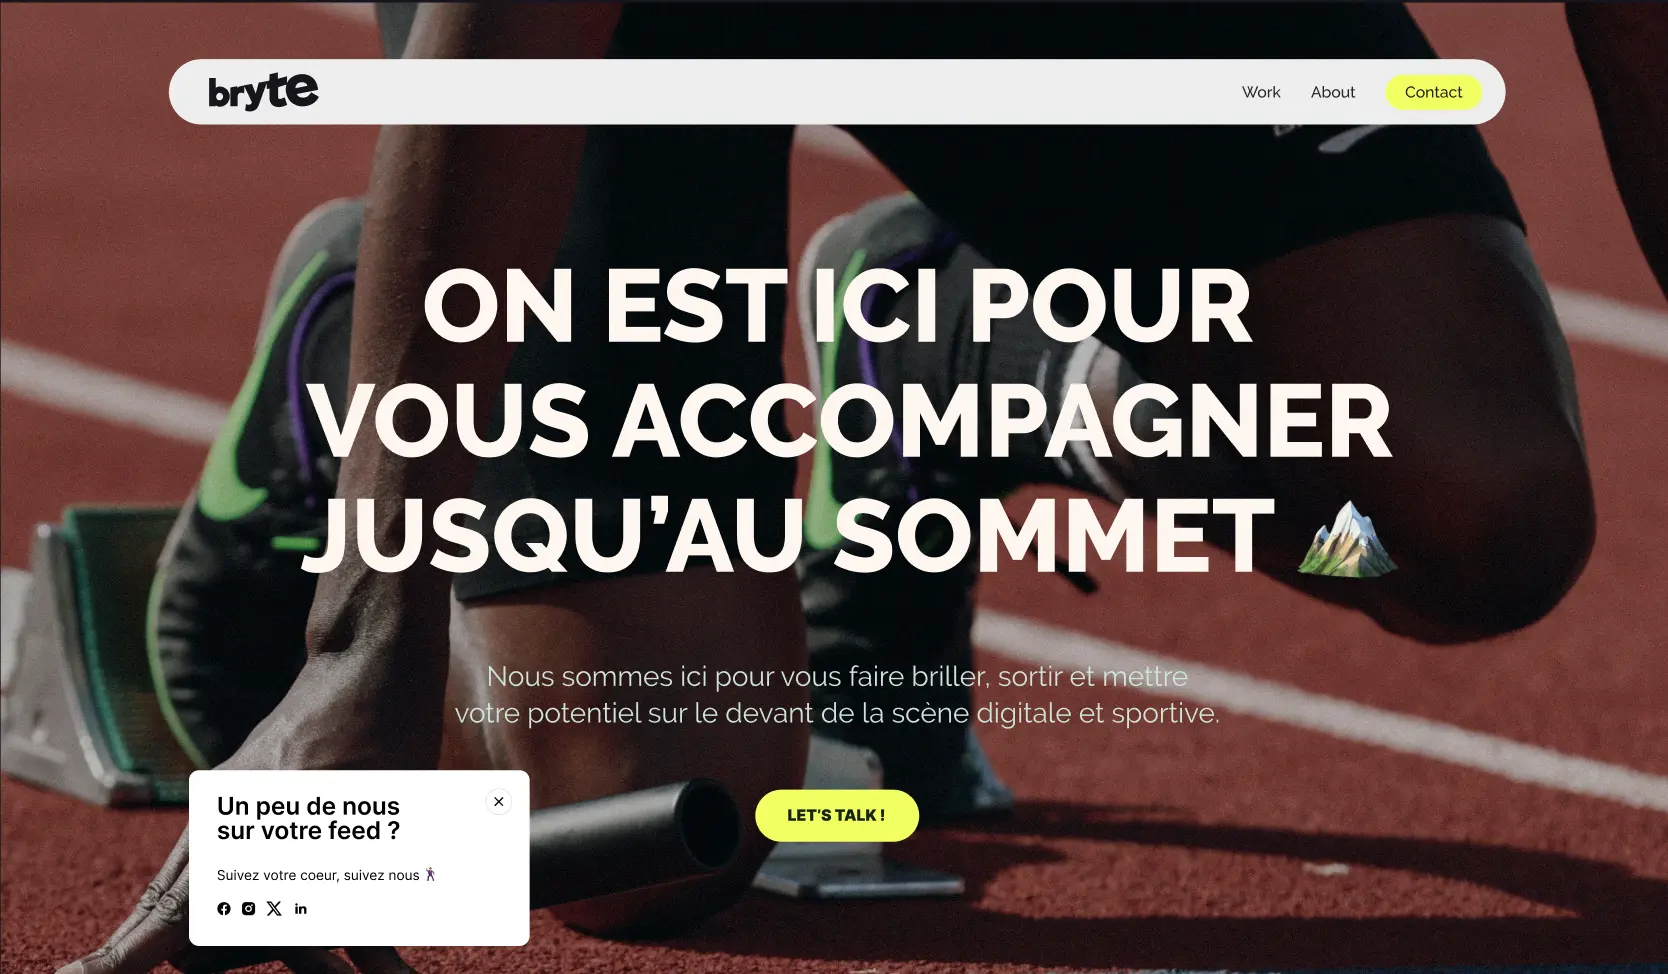 bryte
Work
About
Contact
ON EST ICI POUR
VOUS ACCOMPAGNER
JUSQU’AU SOMMET
Nous sommes ici pour vous faire briller, sortir et mettre
votre potentiel sur le devant de la scène digitale et sportive.
LET’S TALK !
Un peu de nous
sur votre feed ?
Suivez votre coeur, suivez nous